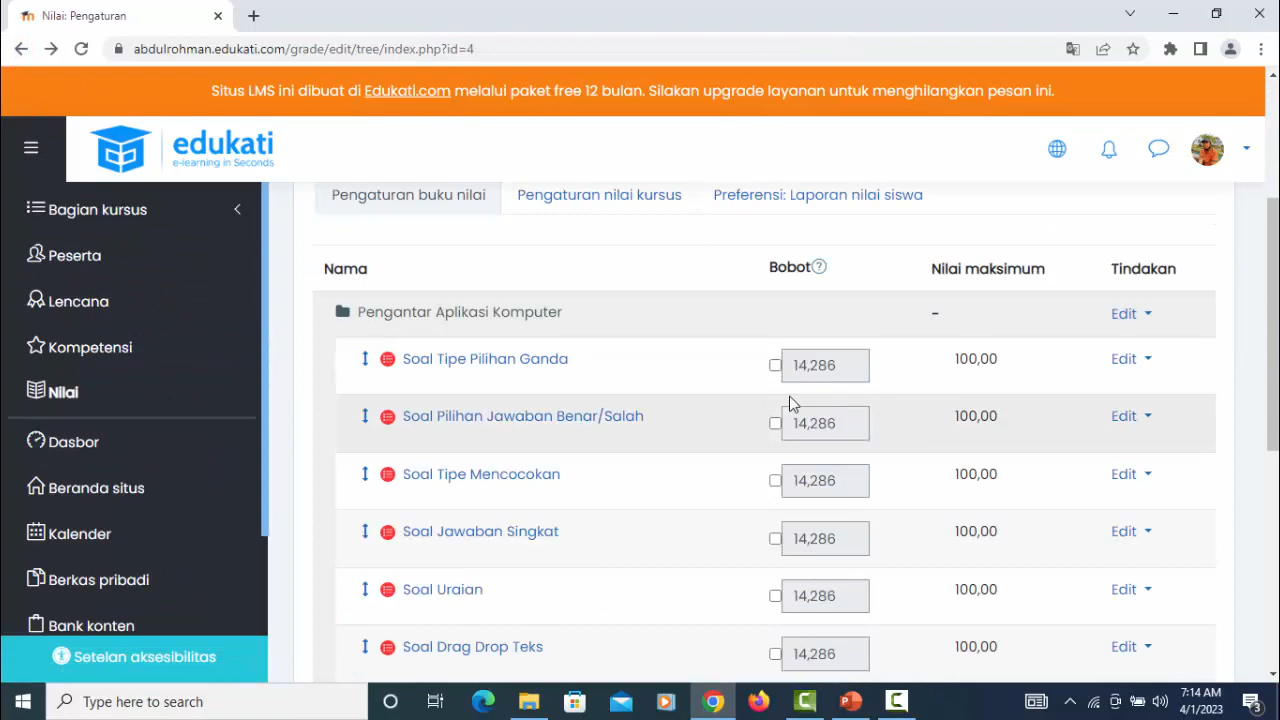 Nilai: Pengaturan
abdulrohman.edukati.com/grade/edit/tree/index.php?id=4
Situs LMS ini dibuat di Edukati.com melalui paket free 12 bulan. Silakan upgrade layanan untuk menghilangkan pesan ini.
edukati
e-learning in Seconds
Bagian kursus
Peserta
Lencana
Kompetensi
Nilai
Dasbor
Beranda situs
Kalender
Berkas pribadi
Bank konten
Setelan aksesibilitas
Pengaturan buku nilai Pengaturan nilai kursus Preferensi: Laporan nilai siswa
Nama Bobot Nilai maksimum Tindakan
Pengantar Aplikasi Komputer - Edit
Soal Tipe Pilihan Ganda 14,286 100,00 Edit
Soal Pilihan Jawaban Benar/Salah 14,286 100,00 Edit
Soal Tipe Mencocokan 14,286 100,00 Edit
Soal Jawaban Singkat 14,286 100,00 Edit
Soal Uraian 14,286 100,00 Edit
Soal Drag Drop Teks 14,286 100,00 Edit
Type here to search
7:14 AM
4/1/2023
3